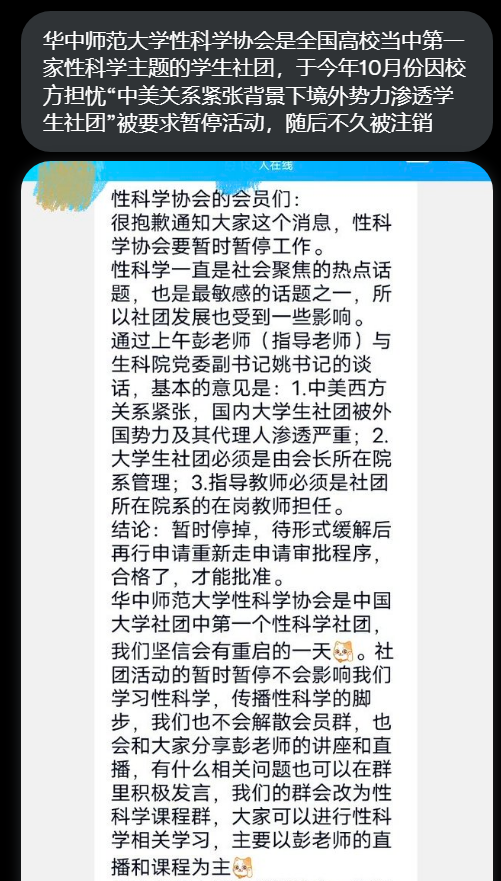 华中师范大学性科学协会是全国高校当中第一
家性科学主题的学生社团，于今年10月份因校
方担忧“中美关系紧张背景下境外势力渗透学
生社团”被要求暂停活动，随后不久被注销
人在线
性科学协会的会员们：
很抱歉通知大家这个消息，性科
学协会要暂时暂停工作。
性科学一直是社会聚焦的热点话
题，也是最敏感的话题之一，所
以社团发展也受到一些影响。
通过上午彭老师（指导老师）与
生科院党委副书记姚书记的谈
话，基本的意见是：1.中美西方
关系紧张，国内大学生社团被外
国势力及其代理人渗透严重；2.
大学生社团必须是由会长所在院
系管理；3.指导教师必须是社团
所在院系的在岗教师担任。
结论：暂时停掉，待形式缓解后
再行申请重新走申请审批程序，
合格了，才能批准。
华中师范大学性科学协会是中国
大学社团中第一个性科学社团，
我们坚信会有重启的一天。社
团活动的暂时暂停不会影响我们
学习性科学，传播性科学的脚
步，我们也不会解散会员群，也
会和大家分享彭老师的讲座和直
播，有什么相关问题也可以在群
里积极发言，我们的群会改为性
科学课程群，大家可以进行性科
学相关学习，主要以彭老师的直
播和课程为主